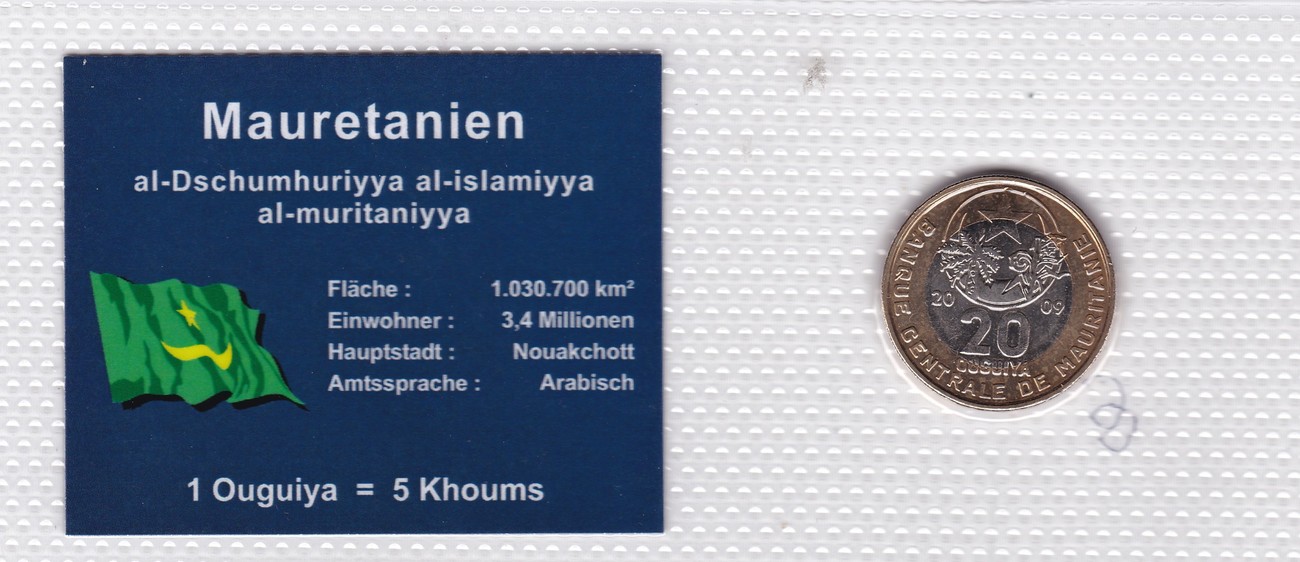 Mauretanien
al-Dschumhuriyya al-islamiyya
al-muritaniyya
Fläche : 1.030.700 km²
Einwohner : 3,4 Millionen
Hauptstadt : Nouakchott
Amtssprache : Arabisch
1 Ouguiya = 5 Khoums
BANQUE CENTRALE DE MAURITANIE
20 09
20
OUGUIYA